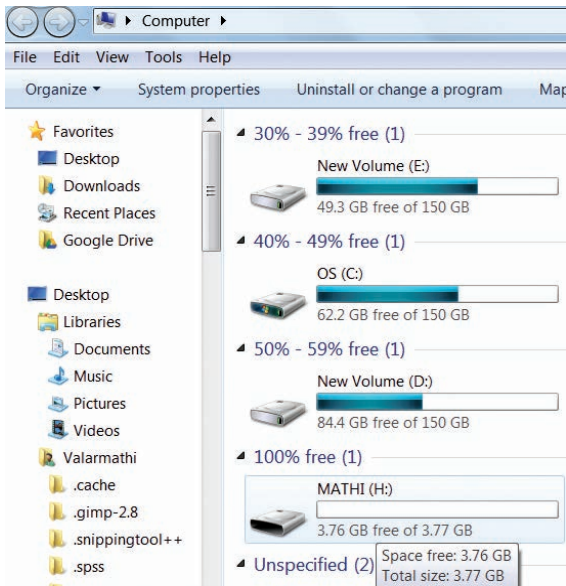 Computer
File Edit View Tools Help
Organize System properties Uninstall or change a program Map
Favorites
Desktop
Downloads
Recent Places
Google Drive
Desktop
Libraries
Documents
Music
Pictures
Videos
Valarmathi
.cache
.gimp-2.8
.snippingtool++
.spss
30% - 39% free (1)
New Volume (E:)
49.3 GB free of 150 GB
40% - 49% free (1)
OS (C:)
62.2 GB free of 150 GB
50% - 59% free (1)
New Volume (D:)
84.4 GB free of 150 GB
100% free (1)
MATHI (H:)
3.76 GB free of 3.77 GB
Space free: 3.76 GB
Total size: 3.77 GB
Unspecified (2)